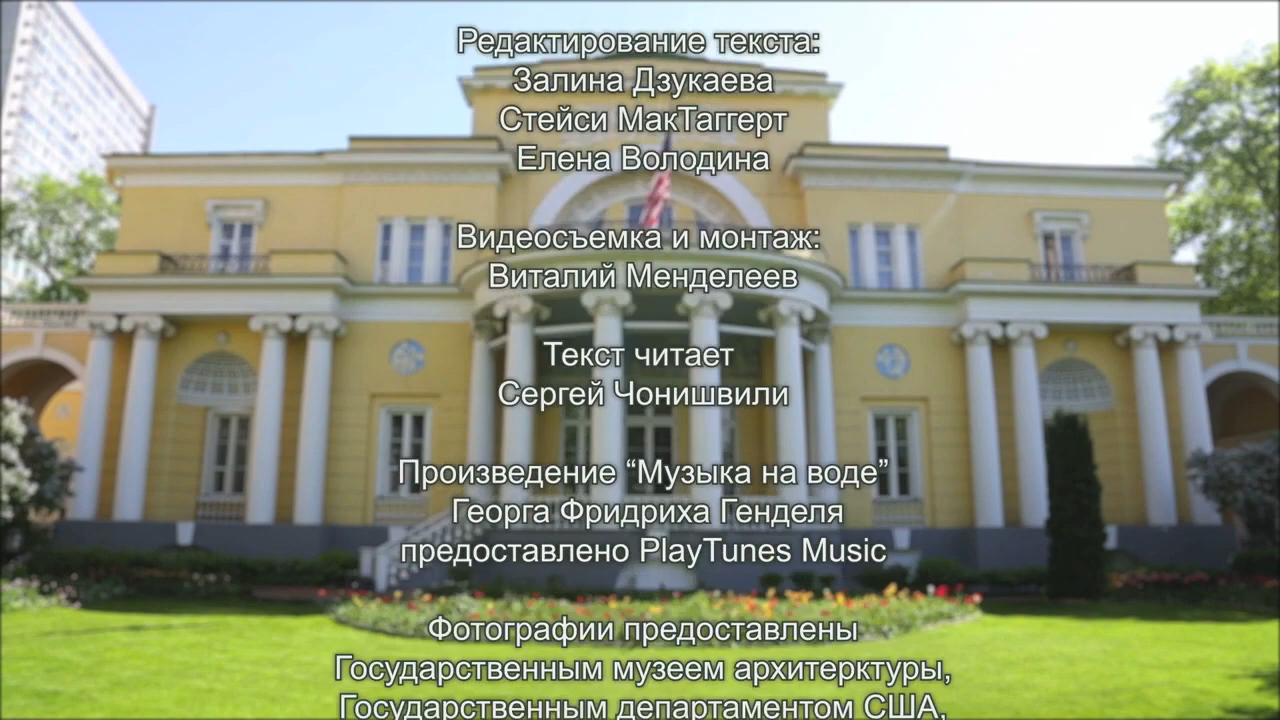 Редактирование текста:
Залина Дзукаева
Стейси МакТаггерт
Елена Володина
Видеосъемка и монтаж:
Виталий Менделеев
Текст читает
Сергей Чонишвили
Произведение “Музыка на воде”
Георга Фридриха Генделя
предоставлено PlayTunes Music
Фотографии предоставлены
Государственным музеем архитерктуры,
Государственным департаментом США,